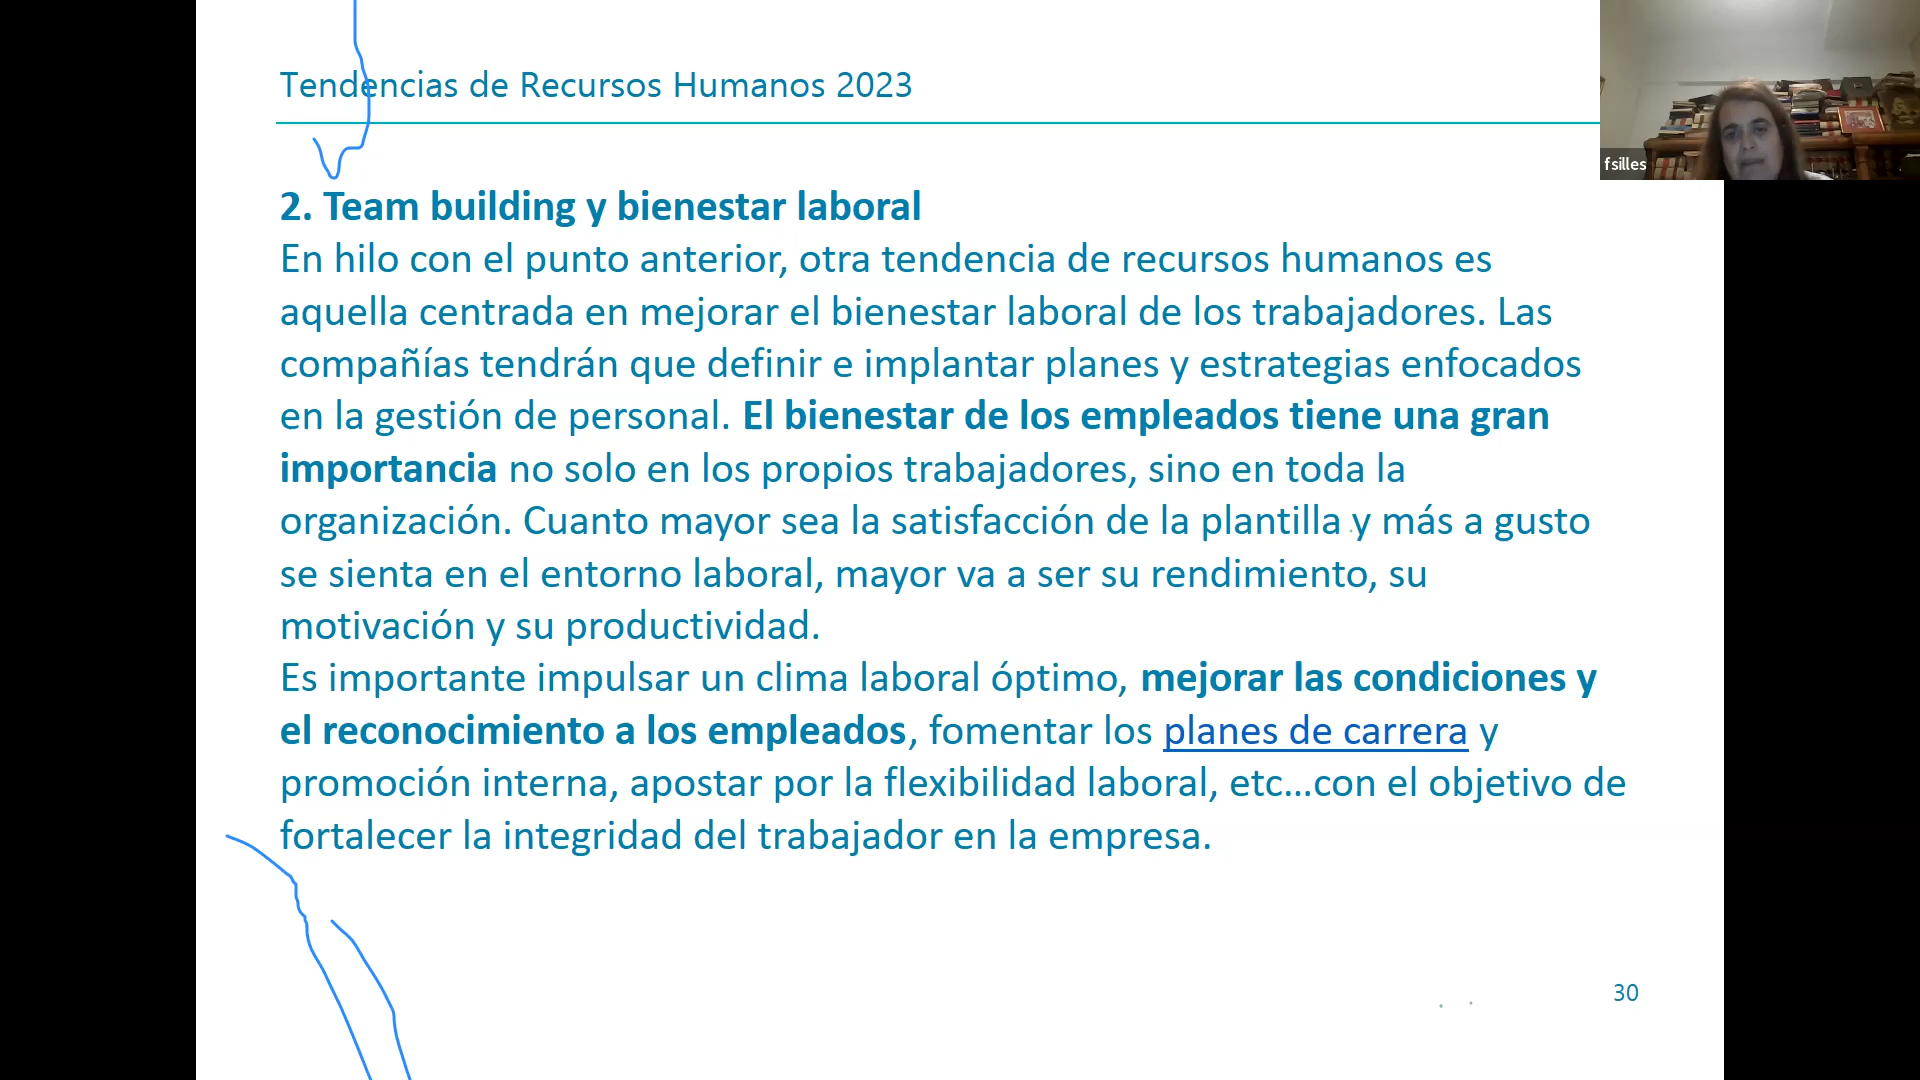 Tendencias de Recursos Humanos 2023
fsilles
2. Team building y bienestar laboral
En hilo con el punto anterior, otra tendencia de recursos humanos es
aquella centrada en mejorar el bienestar laboral de los trabajadores. Las
compañías tendrán que definir e implantar planes y estrategias enfocados
en la gestión de personal. El bienestar de los empleados tiene una gran
importancia no solo en los propios trabajadores, sino en toda la
organización. Cuanto mayor sea la satisfacción de la plantilla y más a gusto
se sienta en el entorno laboral, mayor va a ser su rendimiento, su
motivación y su productividad.
Es importante impulsar un clima laboral óptimo, mejorar las condiciones y
el reconocimiento a los empleados, fomentar los planes de carrera y
promoción interna, apostar por la flexibilidad laboral, etc...con el objetivo de
fortalecer la integridad del trabajador en la empresa.
30